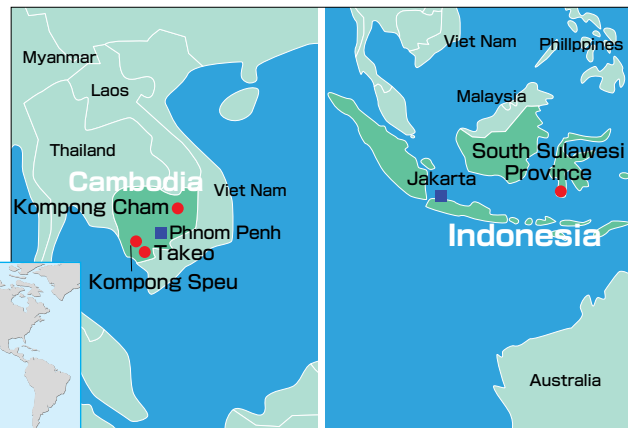 Myanmar
Laos
Thailand
Cambodia
Viet Nam
Kompong Cham
Phnom Penh
Takeo
Kompong Speu
Viet Nam
Philppines
Malaysia
South Sulawesi
Province
Jakarta
Indonesia
Australia